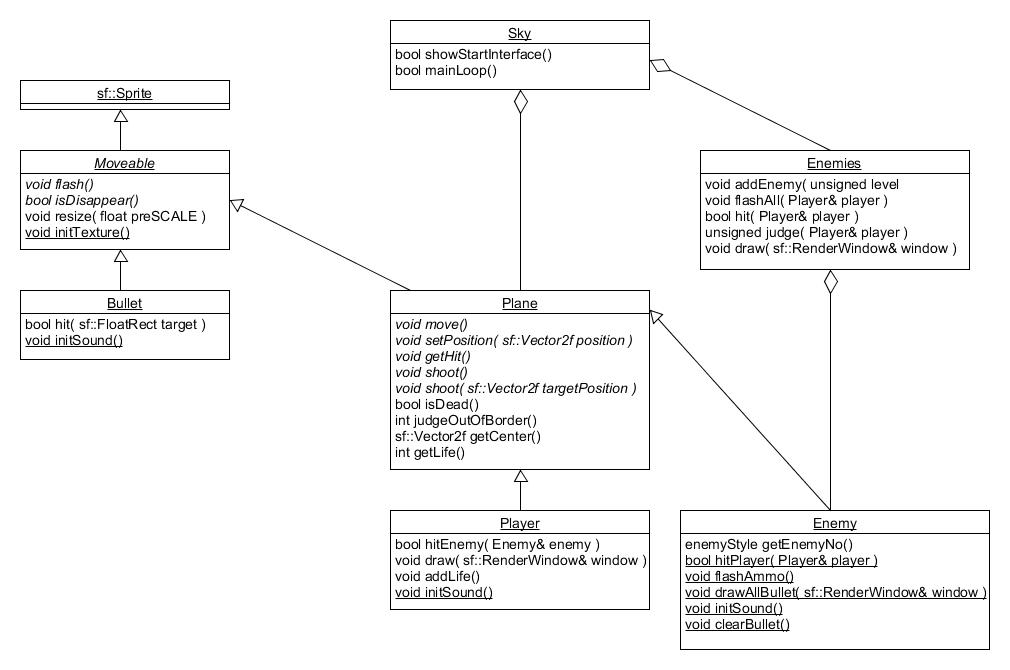 Sky
bool showStartInterface()
bool mainLoop()
sf::Sprite
Moveable
void flash()
bool isDisappear()
void resize( float preSCALE )
void initTexture()
Enemies
void addEnemy( unsigned level
void flashAll( Player& player )
bool hit( Player& player )
unsigned judge( Player& player )
void draw( sf::RenderWindow& window )
Bullet
bool hit( sf::FloatRect target )
void initSound()
Plane
void move()
void setPosition( sf::Vector2f position )
void getHit()
void shoot()
void shoot( sf::Vector2f targetPosition )
bool isDead()
int judgeOutOfBorder()
sf::Vector2f getCenter()
int getLife()
Player
bool hitEnemy( Enemy& enemy )
void draw( sf::RenderWindow& window )
void addLife()
void initSound()
Enemy
enemyStyle getEnemyNo()
bool hitPlayer( Player& player )
void flashAmmo()
void drawAllBullet( sf::RenderWindow& window )
void initSound()
void clearBullet()